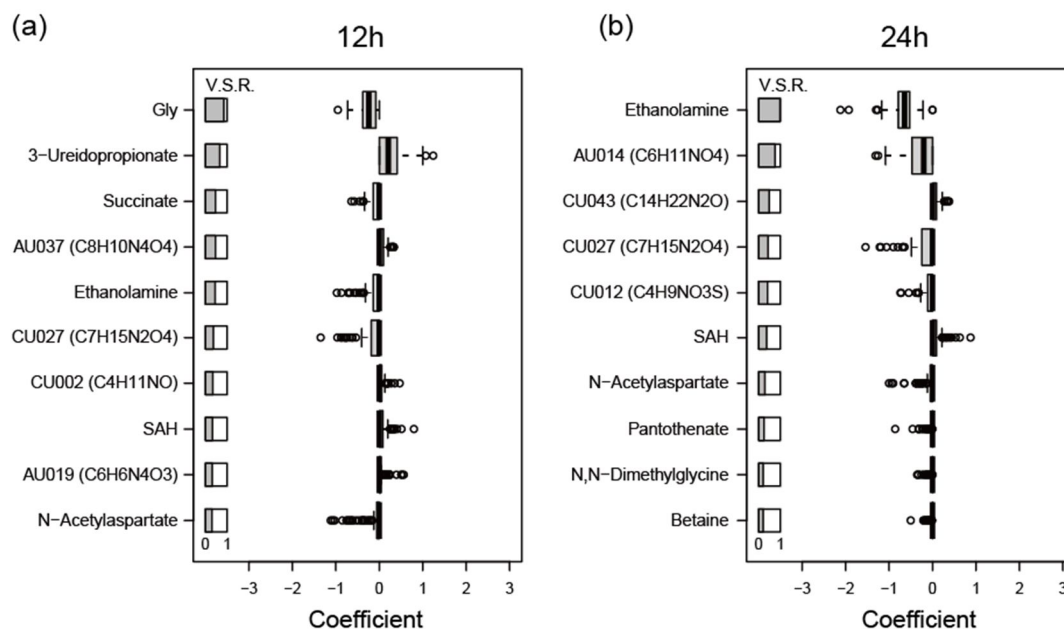 (a)
12h
V.S.R.
Gly
3−Ureidopropionate
Succinate
AU037 (C8H10N4O4)
Ethanolamine
CU027 (C7H15N2O4)
CU002 (C4H11NO)
SAH
AU019 (C6H6N4O3)
N−Acetylaspartate
0 1
−3 −2 −1 0 1 2 3
Coefficient
(b)
24h
V.S.R.
Ethanolamine
AU014 (C6H11NO4)
CU043 (C14H22N2O)
CU027 (C7H15N2O4)
CU012 (C4H9NO3S)
SAH
N−Acetylaspartate
Pantothenate
N,N−Dimethylglycine
Betaine
0 1
−3 −2 −1 0 1 2 3
Coefficient